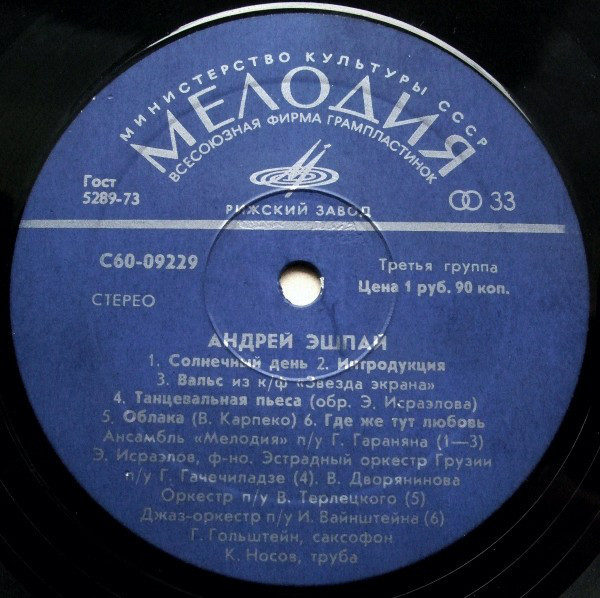 МИНИСТЕРСТВО КУЛЬТУРЫ СССР
МЕЛОДИЯ
ВСЕСОЮЗНАЯ ФИРМА ГРАМПЛАСТИНОК
Гост
5289-73
РИЖСКИЙ ЗАВОД
33
С60-09229
Третья группа
Цена 1 руб. 90 коп.
СТЕРЕО
АНДРЕЙ ЭШПАЙ
1. Солнечный день 2. Интродукция
3. Вальс из к/ф «Звезда экрана»
4. Танцевальная пьеса (обр. Э. Исраэлова)
5. Облака (В. Карпеко) 6. Где же тут любовь
Ансамбль «Мелодия» п/у Г. Гараняна (1—3)
Э. Исраэлов, ф-но. Эстрадный оркестр Грузии
п/у Г. Гачечиладзе (4). В. Дворянинова
Оркестр п/у В. Терлецкого (5)
Джаз-оркестр п/у И. Вайнштейна (6)
Г. Гольштейн, саксофон
К. Носов, труба